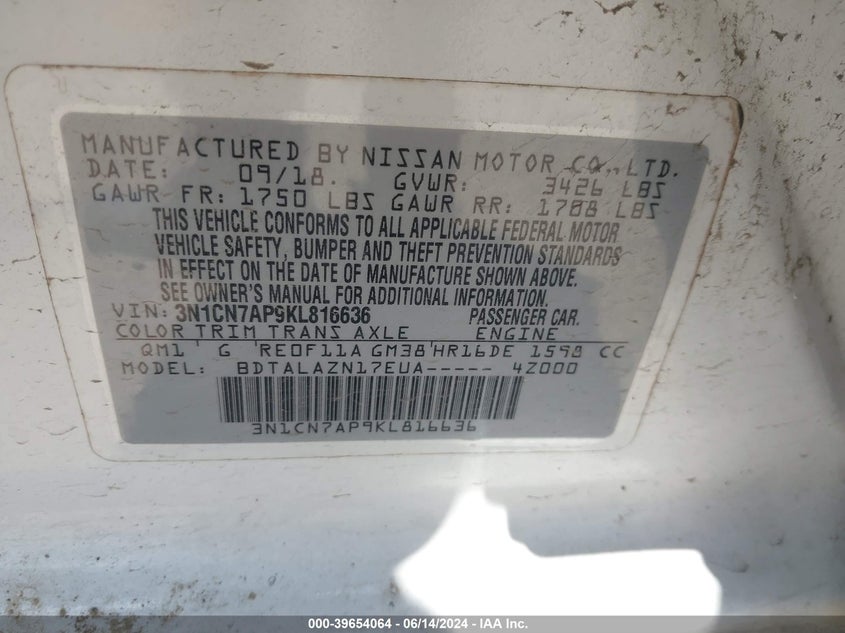 MANUFACTURED BY NISSAN MOTOR CO., LTD.
DATE: 09/18. GVWR: 3426 LBS
GAWR FR: 1750 LBS GAWR RR: 1708 LBS
THIS VEHICLE CONFORMS TO ALL APPLICABLE FEDERAL MOTOR
VEHICLE SAFETY, BUMPER AND THEFT PREVENTION STANDARDS
IN EFFECT ON THE DATE OF MANUFACTURE SHOWN ABOVE.
SEE OWNER'S MANUAL FOR ADDITIONAL INFORMATION.
VIN: 3N1CN7AP9KL816636 PASSENGER CAR.
COLOR TRIM TRANS AXLE ENGINE
QM1 G RE0F11A GM38 HR16DE 1598 CC
MODEL: BDTALAZN17EUA----- 4Z000
3N1CN7AP9KL816636
000-39654064 - 06/14/2024 - IAA Inc.